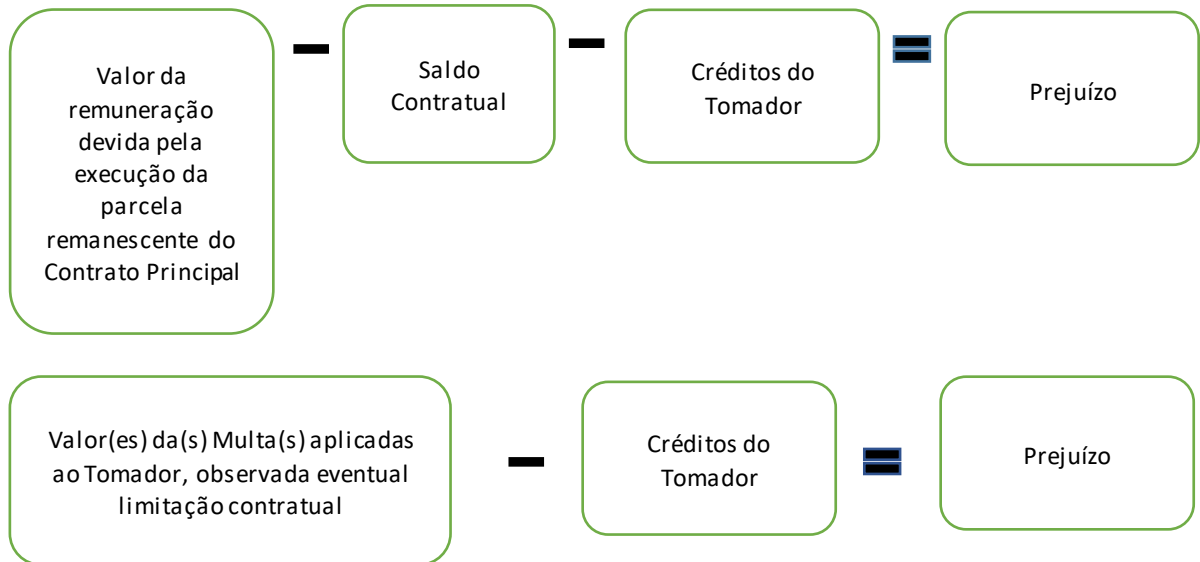 Valor da
remuneração
devida pela
execução da
parcela
remanescente do
Contrato Principal
Saldo
Contratual
Créditos do
Tomador
Prejuízo
Valor(es) da(s) Multa(s) aplicadas
ao Tomador, observada eventual
limitação contratual
Créditos do
Tomador
Prejuízo